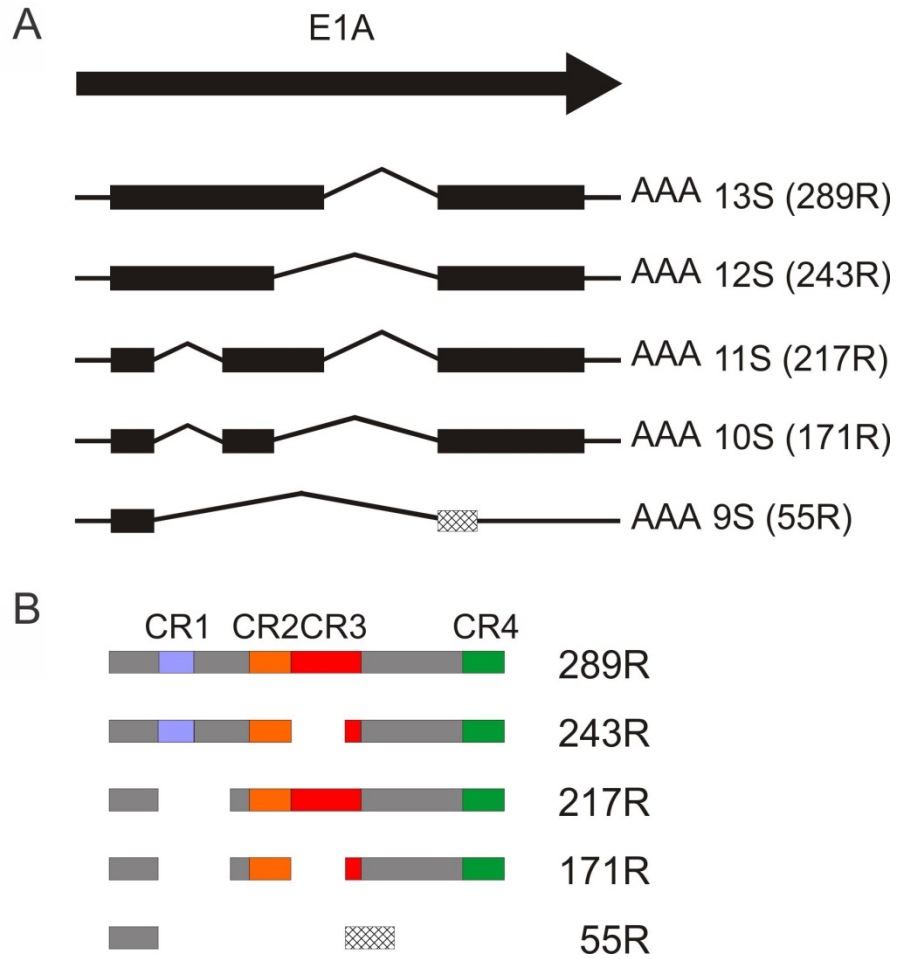 A
E1A
AAA 13S (289R)
AAA 12S (243R)
AAA 11S (217R)
AAA 10S (171R)
AAA 9S (55R)
B
CR1 CR2CR3 CR4
289R
243R
217R
171R
55R